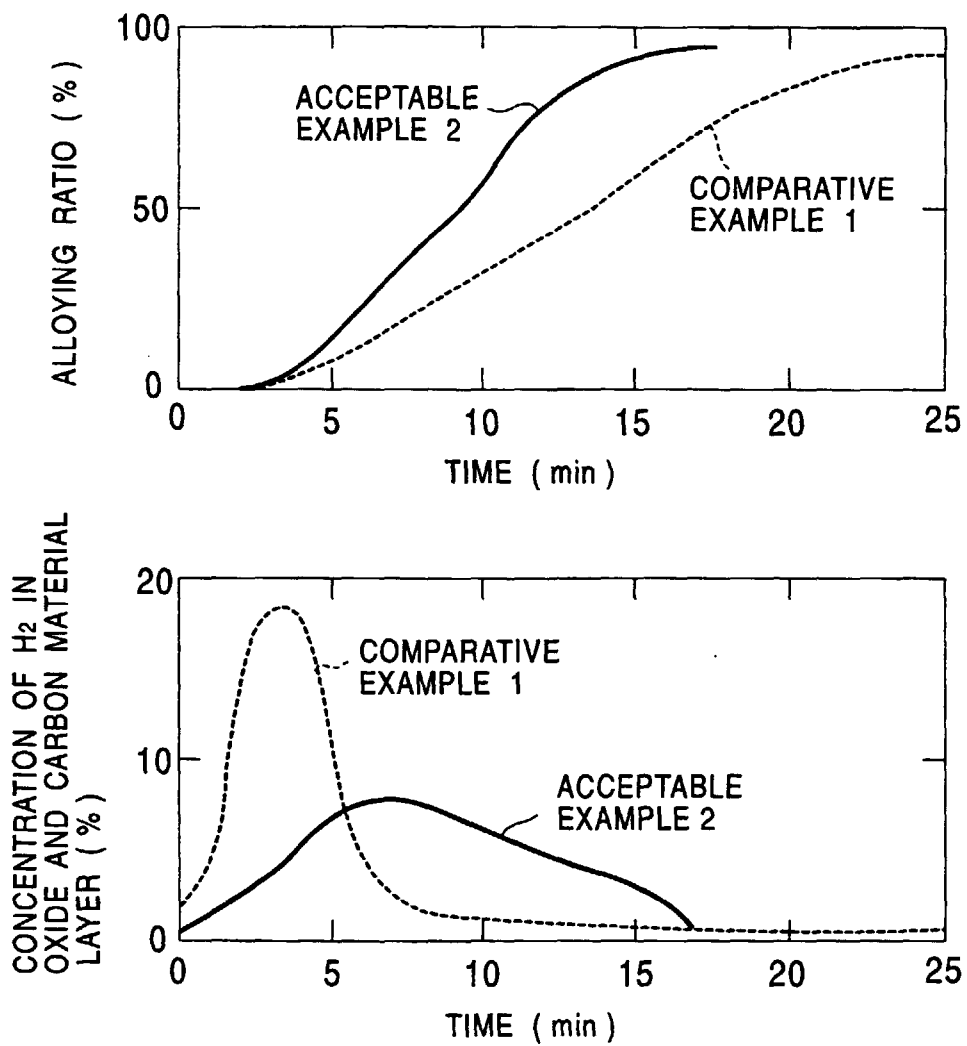 ALLOYING RATIO (%)
100
50
0
ACCEPTABLE
EXAMPLE 2
COMPARATIVE
EXAMPLE 1
0 5 10 15 20 25
TIME (min)
CONCENTRATION OF H2 IN
OXIDE AND CARBON MATERIAL
LAYER (%)
20
10
0
COMPARATIVE
EXAMPLE 1
ACCEPTABLE
EXAMPLE 2
0 5 10 15 20 25
TIME (min)